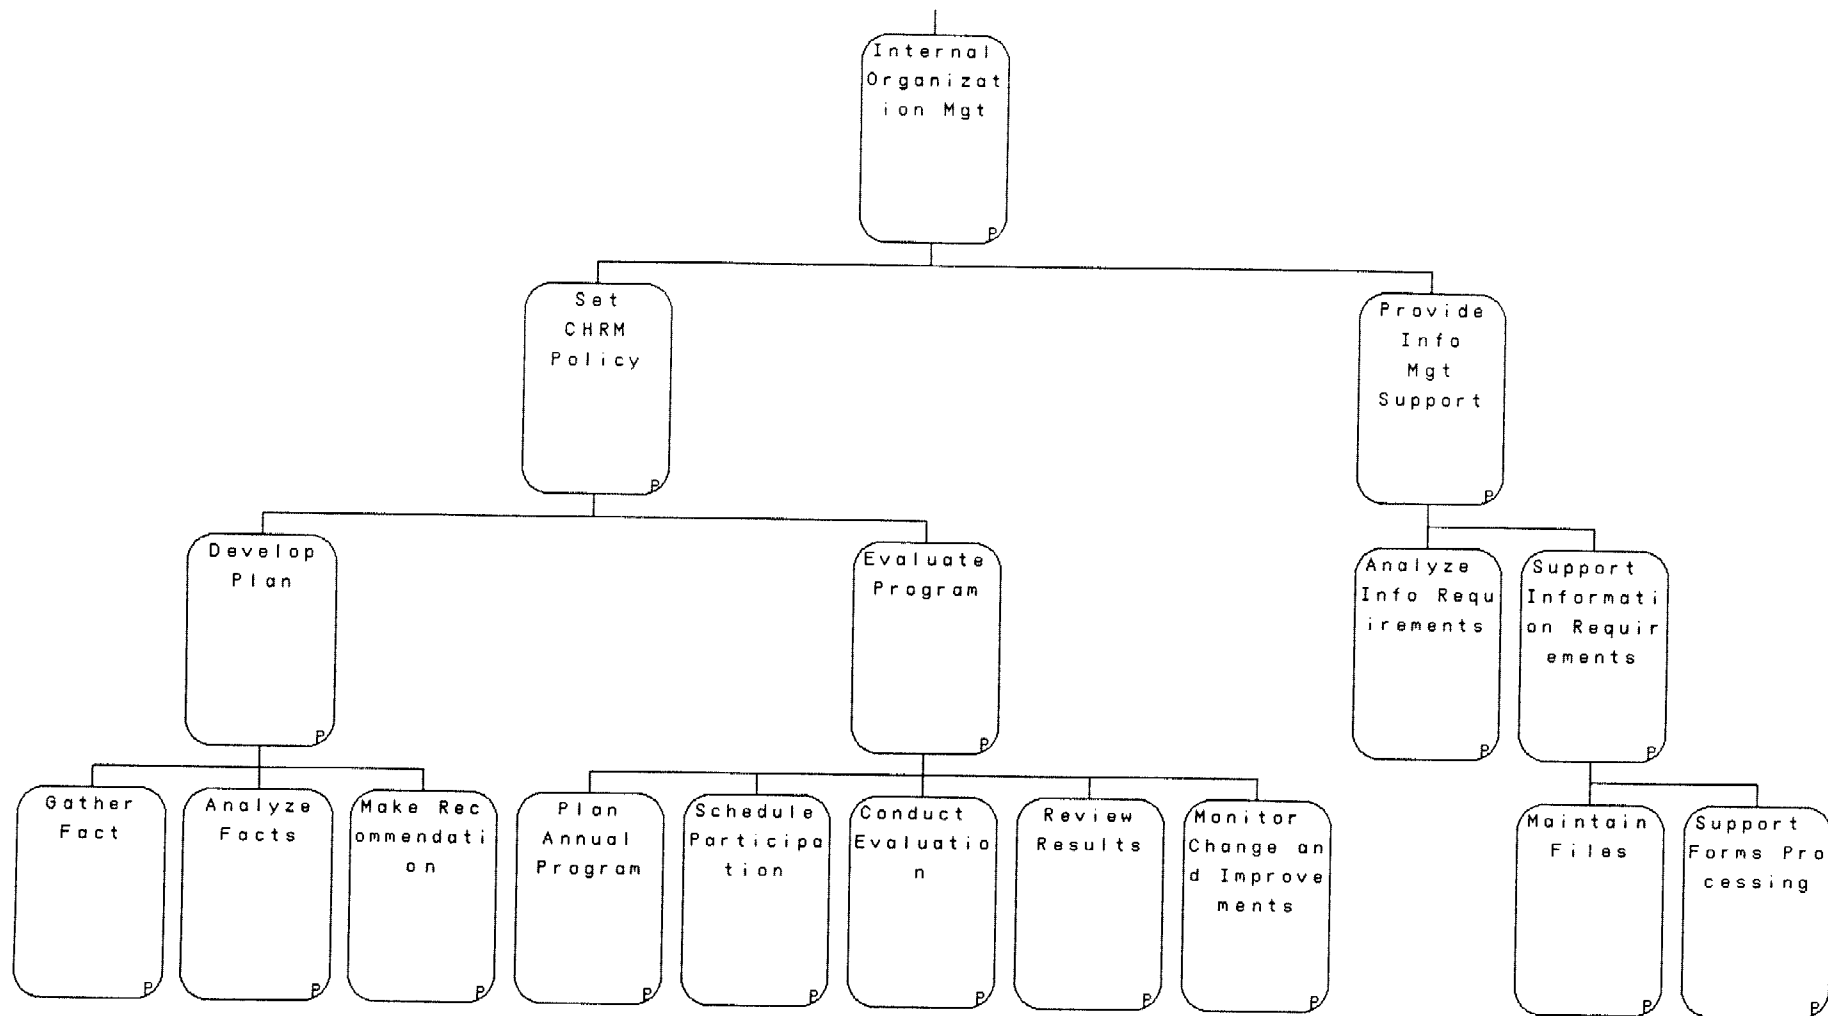 Internal
Organizat
ion Mgt
P
Set
CHRM
Policy
P
Provide
Info
Mgt
Support
P
Develop
Plan
P
Evaluate
Program
P
Analyze
Info Requ
irements
P
Support
Informati
on Requir
ements
P
Gather
Fact
P
Analyze
Facts
P
Make Rec
ommendati
on
P
Plan
Annual
Program
P
Schedule
Participa
tion
P
Conduct
Evaluatio
n
P
Review
Results
P
Monitor
Change an
d Improve
ments
P
Maintain
Files
P
Support
Forms Pro
cessing
P